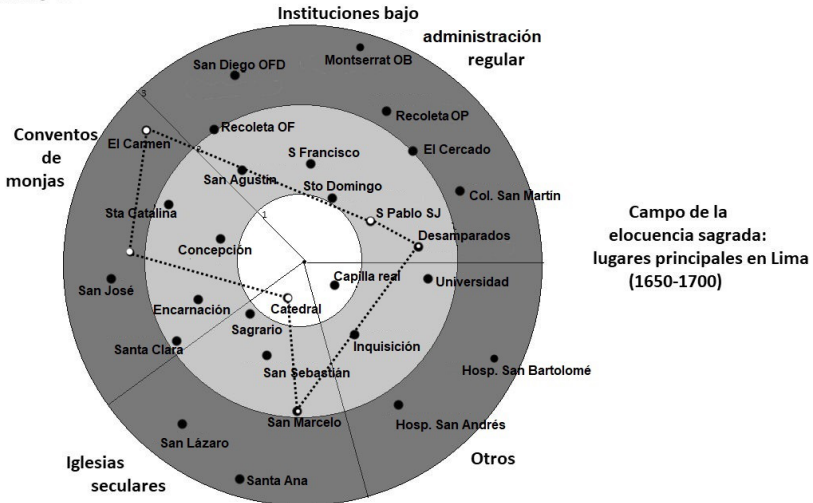 Instituciones bajo
administración
regular
San Diego OFD
Montserrat OB
3
Recoleta OP
Conventos
de
monjas
El Carmen
Recoleta OF
2
S Francisco
El Cercado
San Agustín
Sto Domingo
Col. San Martín
Sta Catalina
1
S Pablo SJ
Desamparados
Concepción
Campo de la
elocuencia sagrada:
lugares principales en Lima
(1650-1700)
San José
Capilla real
Universidad
Encarnación
Catedral
Sagrario
Santa Clara
Inquisición
San Sebastián
Hosp. San Bartolomé
San Marcelo
Hosp. San Andrés
San Lázaro
Iglesias
seculares
Otros
Santa Ana